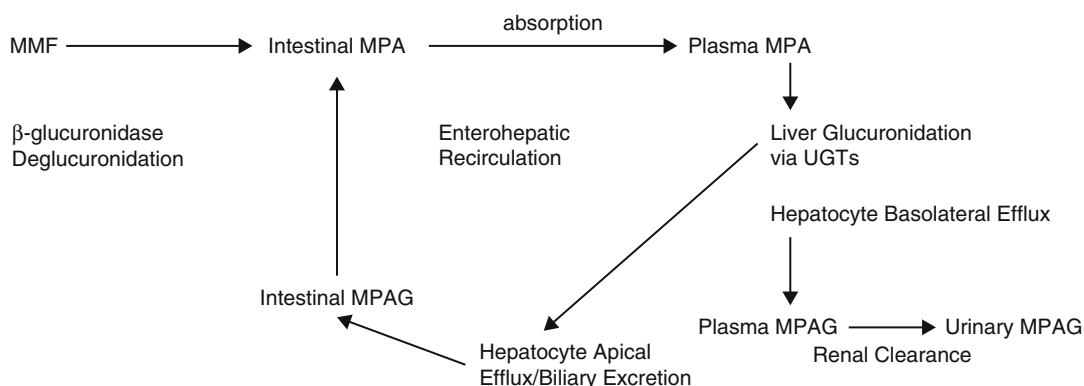 absorption
MMF
Intestinal MPA
Plasma MPA
β-glucuronidase
Deglucuronidation
Enterohepatic
Recirculation
Liver Glucuronidation
via UGTs
Hepatocyte Basolateral Efflux
Intestinal MPAG
Plasma MPAG
Urinary MPAG
Renal Clearance
Hepatocyte Apical
Efflux/Biliary Excretion